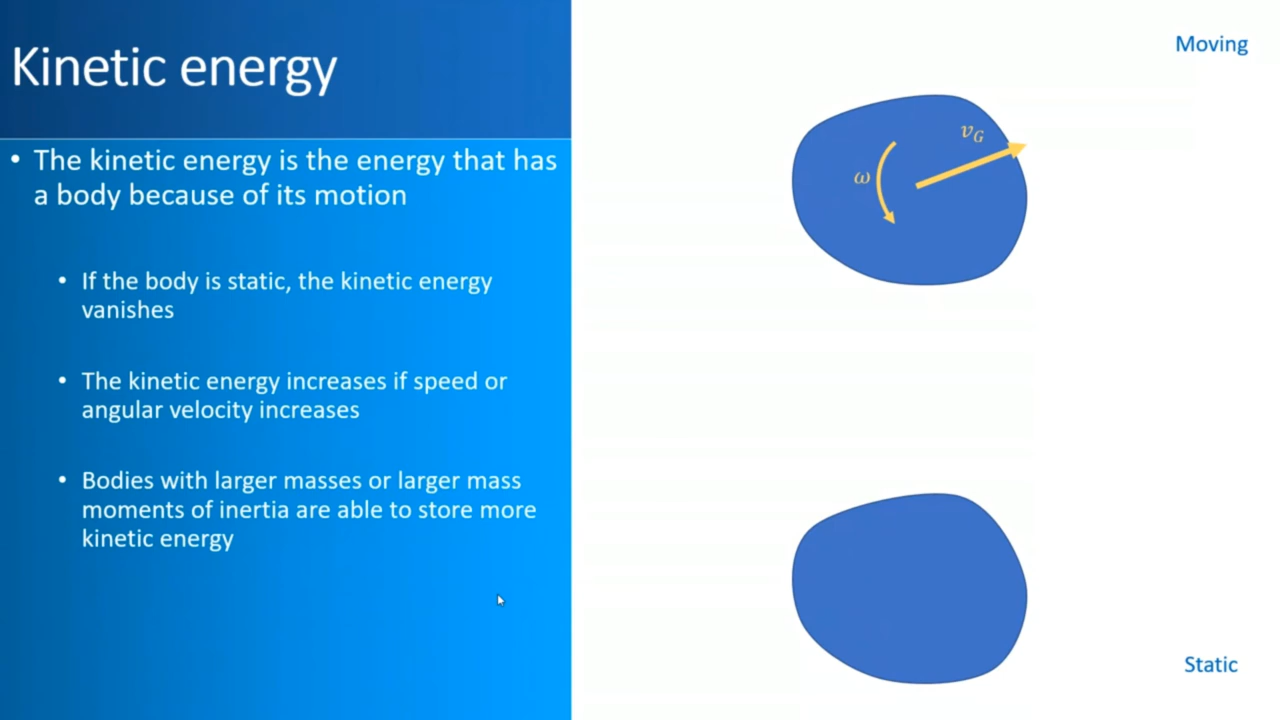 Kinetic energy
• The kinetic energy is the energy that has
a body because of its motion
• If the body is static, the kinetic energy
vanishes
• The kinetic energy increases if speed or
angular velocity increases
• Bodies with larger masses or larger mass
moments of inertia are able to store more
kinetic energy
Moving
v_G
ω
Static